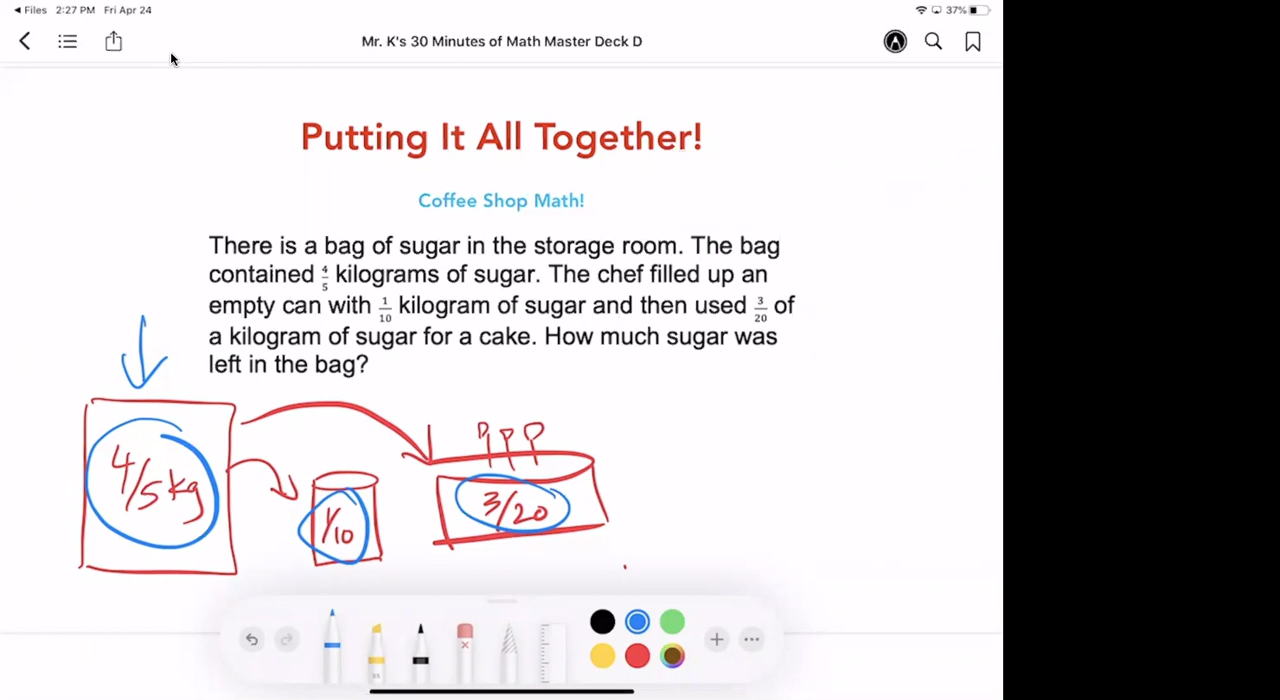 Files 2:27 PM Fri Apr 24 37%
Mr. K's 30 Minutes of Math Master Deck D
Putting It All Together!
Coffee Shop Math!
There is a bag of sugar in the storage room. The bag
contained 4/5 kilograms of sugar. The chef filled up an
empty can with 1/10 kilogram of sugar and then used 3/20 of
a kilogram of sugar for a cake. How much sugar was
left in the bag?
4/5 kg
1/10
3/20